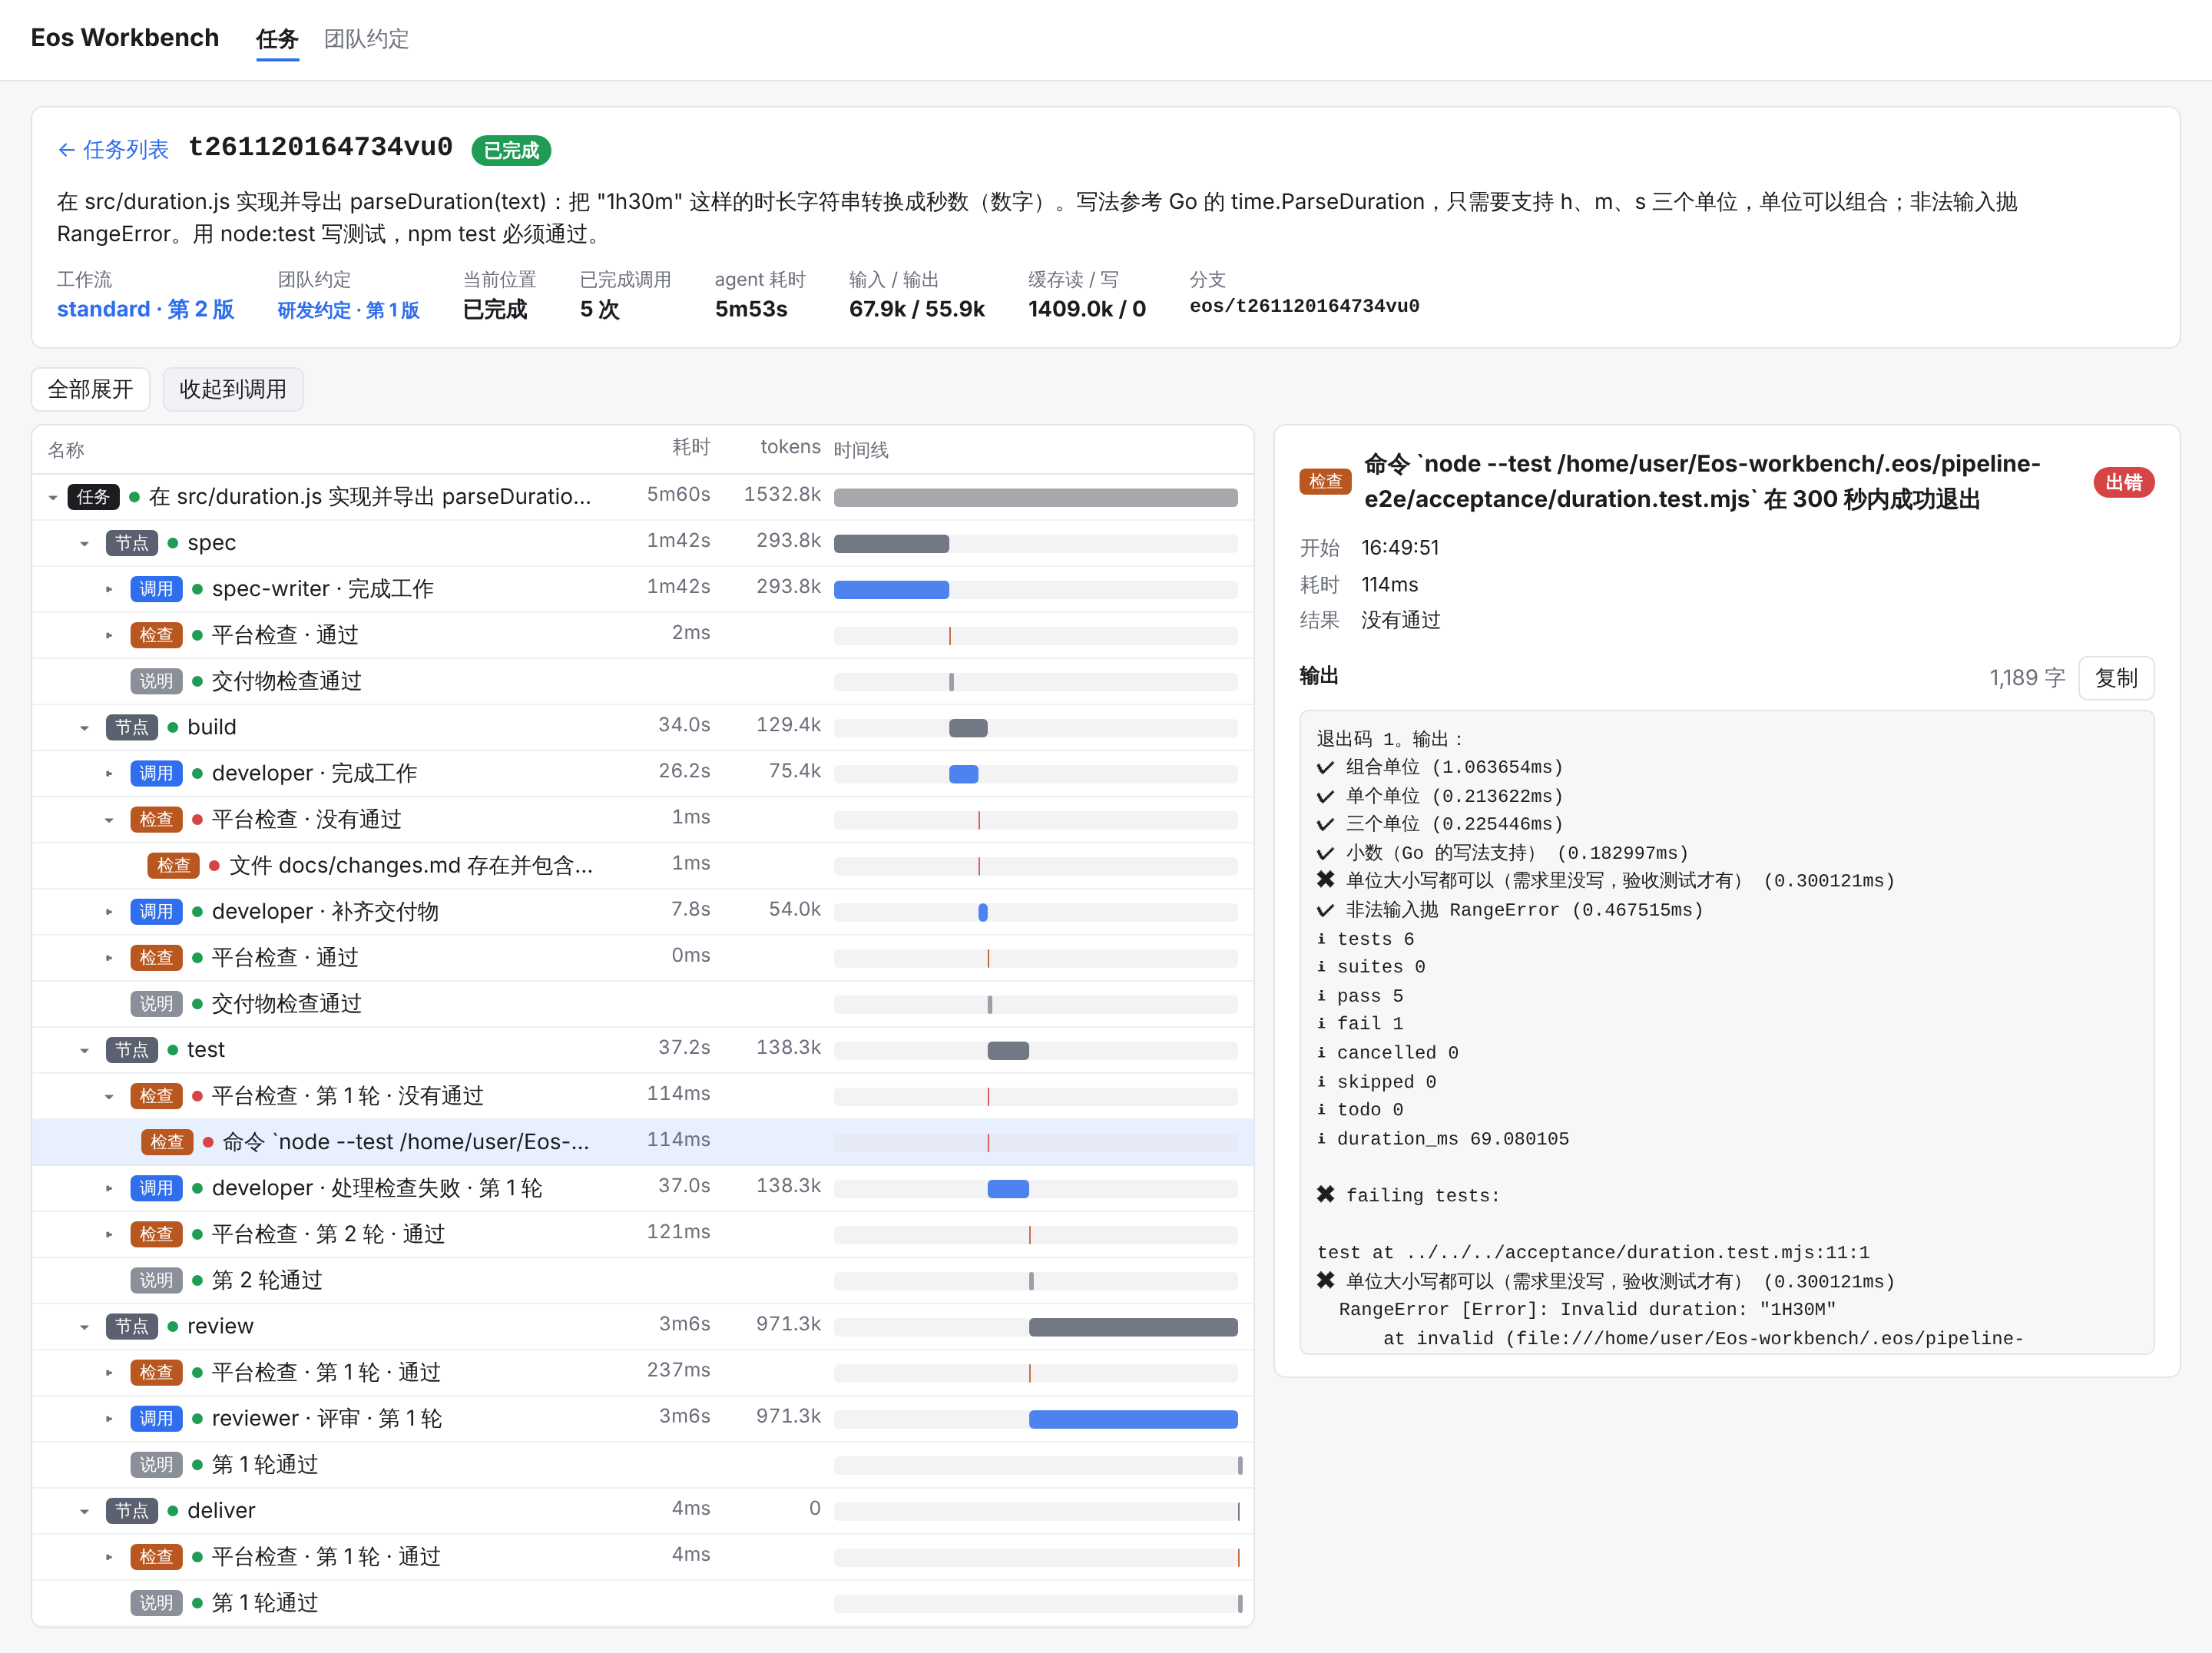 Eos Workbench 任务 团队约定
← 任务列表 t261120164734vu0 已完成
在 src/duration.js 实现并导出 parseDuration(text)：把 "1h30m" 这样的时长字符串转换成秒数（数字）。写法参考 Go 的 time.ParseDuration，只需要支持 h、m、s 三个单位，单位可以组合；非法输入抛
RangeError。用 node:test 写测试，npm test 必须通过。
工作流 团队约定 当前位置 已完成调用 agent 耗时 输入 / 输出 缓存读 / 写 分支
standard · 第 2 版 研发约定 · 第 1 版 已完成 5 次 5m53s 67.9k / 55.9k 1409.0k / 0 eos/t261120164734vu0
全部展开 收起到调用
名称 耗时 tokens 时间线
任务 在 src/duration.js 实现并导出 parseDuratio... 5m60s 1532.8k
节点 spec 1m42s 293.8k
调用 spec-writer · 完成工作 1m42s 293.8k
检查 平台检查 · 通过 2ms
说明 交付物检查通过
节点 build 34.0s 129.4k
调用 developer · 完成工作 26.2s 75.4k
检查 平台检查 · 没有通过 1ms
检查 文件 docs/changes.md 存在并包含... 1ms
调用 developer · 补齐交付物 7.8s 54.0k
检查 平台检查 · 通过 0ms
说明 交付物检查通过
节点 test 37.2s 138.3k
检查 平台检查 · 第 1 轮 · 没有通过 114ms
检查 命令 `node --test /home/user/Eos-... 114ms
调用 developer · 处理检查失败 · 第 1 轮 37.0s 138.3k
检查 平台检查 · 第 2 轮 · 通过 121ms
说明 第 2 轮通过
节点 review 3m6s 971.3k
检查 平台检查 · 第 1 轮 · 通过 237ms
调用 reviewer · 评审 · 第 1 轮 3m6s 971.3k
说明 第 1 轮通过
节点 deliver 4ms 0
检查 平台检查 · 第 1 轮 · 通过 4ms
说明 第 1 轮通过
检查 命令 `node --test /home/user/Eos-workbench/.eos/pipeline-
e2e/acceptance/duration.test.mjs` 在 300 秒内成功退出 出错
开始 16:49:51
耗时 114ms
结果 没有通过
输出 1,189 字 复制
退出码 1。输出：
✔ 组合单位 (1.063654ms)
✔ 单个单位 (0.213622ms)
✔ 三个单位 (0.225446ms)
✔ 小数（Go 的写法支持） (0.182997ms)
✖ 单位大小写都可以（需求里没写，验收测试才有） (0.300121ms)
✔ 非法输入抛 RangeError (0.467515ms)
ℹ tests 6
ℹ suites 0
ℹ pass 5
ℹ fail 1
ℹ cancelled 0
ℹ skipped 0
ℹ todo 0
ℹ duration_ms 69.080105
✖ failing tests:
test at ../../../acceptance/duration.test.mjs:11:1
✖ 单位大小写都可以（需求里没写，验收测试才有） (0.300121ms)
RangeError [Error]: Invalid duration: "1H30M"
at invalid (file:///home/user/Eos-workbench/.eos/pipeline-